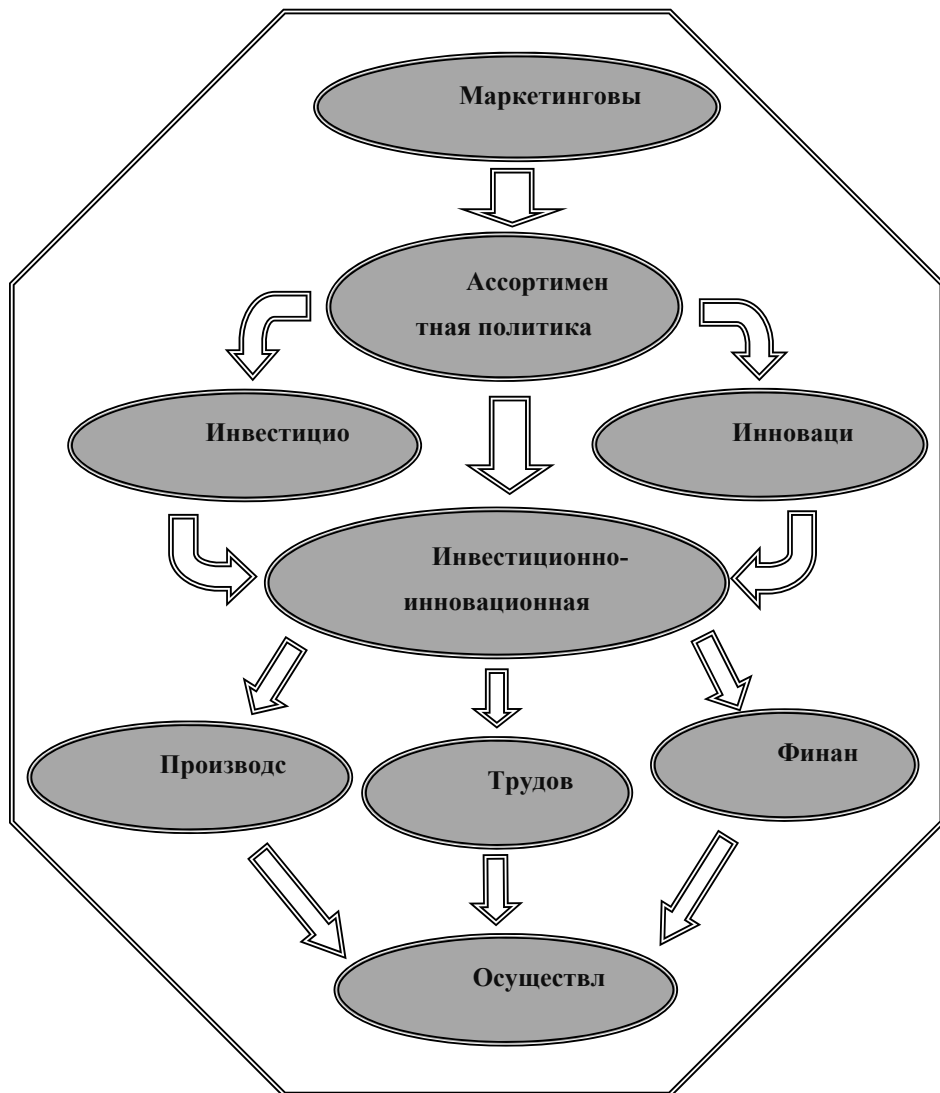 Маркетинговы
Ассортимен
тная политика
Инвестицио
Инноваци
Инвестиционно-
инновационная
Производс
Трудов
Финан
Осуществл